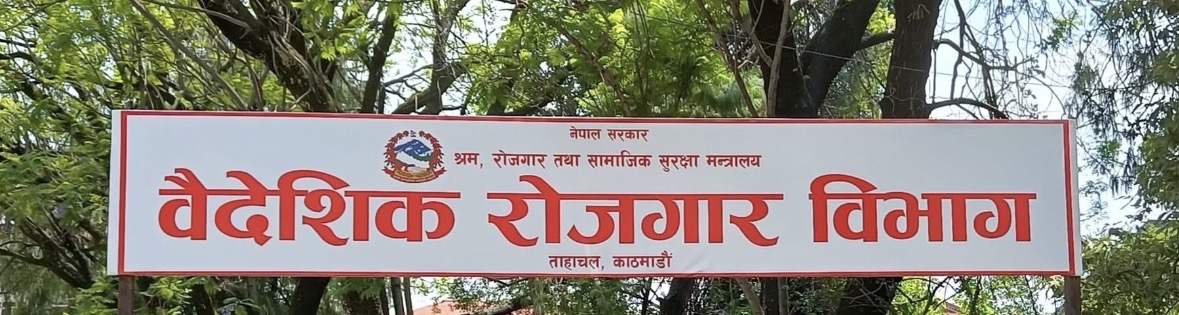 नेपाल सरकार
श्रम, रोजगार तथा सामाजिक सुरक्षा मन्त्रालय
वैदेशिक रोजगार विभाग
ताहाचल, काठमाडौं